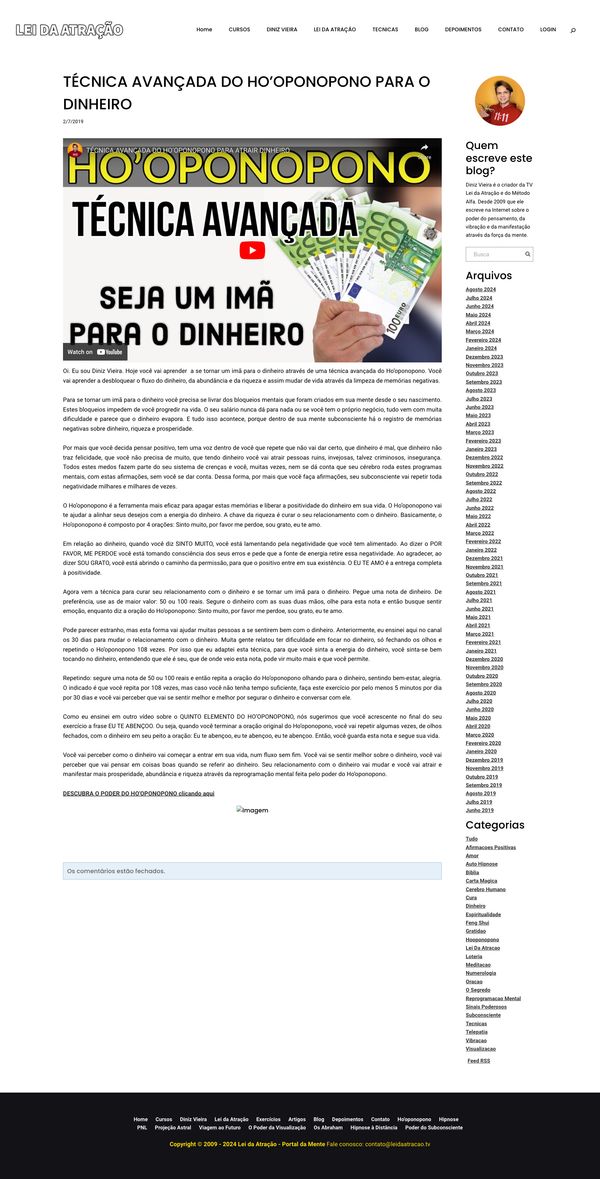 LEI DA ATRAÇÃO
Home CURSOS DINIZ VIEIRA LEI DA ATRAÇÃO TECNICAS BLOG DEPOIMENTOS CONTATO LOGIN
TÉCNICA AVANÇADA DO HO’OPONOPONO PARA O
DINHEIRO
2/7/2019
TÉCNICA AVANÇADA DO HO'OPONOPONO PARA ATRAIR DINHEIRO
HO'OPONOPONO
TÉCNICA AVANÇADA
SEJA UM IMÃ
PARA O DINHEIRO
Watch on YouTube
Oi. Eu sou Diniz Vieira. Hoje você vai aprender a se tornar um imã para o dinheiro através de uma técnica avançada do Ho'oponopono. Você
vai aprender a desbloquear o fluxo do dinheiro, da abundância e da riqueza e assim mudar de vida através da limpeza de memórias negativas.
Para se tornar um imã para o dinheiro você precisa se livrar dos bloqueios mentais que foram criados em sua mente desde o seu nascimento.
Estes bloqueios impedem de você progredir na vida. O seu salário nunca dá para nada ou se você tem o próprio negócio, tudo vem com muita
dificuldade e parece que o dinheiro evapora. E tudo isso acontece, porque dentro de sua mente subconsciente há o registro de memórias
negativas sobre dinheiro, riqueza e prosperidade.
Por mais que você decida pensar positivo, tem uma voz dentro de você que repete que não vai dar certo, que dinheiro é mal, que dinheiro não
traz felicidade, que você não precisa de muito, que tendo dinheiro você vai atrair pessoas ruins, invejosas, talvez criminosos, insegurança.
Todos estes medos fazem parte do seu sistema de crenças e você, muitas vezes, nem se dá conta que seu cérebro roda estes programas
mentais, com estas afirmações, sem você se dar conta. Dessa forma, por mais que você faça afirmações, seu subconsciente vai repetir toda
negatividade milhares e milhares de vezes.
O Ho'oponopono é a ferramenta mais eficaz para apagar estas memórias e liberar a positividade do dinheiro em sua vida. O Ho'oponopono vai
te ajudar a alinhar seus desejos com a energia do dinheiro. A chave da riqueza é curar o seu relacionamento com o dinheiro. Basicamente, o
Ho'oponopono é composto por 4 orações: Sinto muito, por favor me perdoe, sou grato, eu te amo.
Em relação ao dinheiro, quando você diz SINTO MUITO, você está lamentando pela negatividade que você tem alimentado. Ao dizer o POR
FAVOR, ME PERDOE você está tomando consciência dos seus erros e pede que a fonte de energia retire essa negatividade. Ao agradecer, ao
dizer SOU GRATO, você está abrindo o caminho da permissão, para que o positivo entre em sua existência. O EU TE AMO é a entrega completa
à positividade.
Agora vem a técnica para curar seu relacionamento com o dinheiro e se tornar um imã para o dinheiro. Pegue uma nota de dinheiro. De
preferência, use as de maior valor: 50 ou 100 reais. Segure o dinheiro com as suas duas mãos, olhe para esta nota e então busque sentir
emoção, enquanto diz a oração do Ho'oponopono: Sinto muito, por favor me perdoe, sou grato, eu te amo.
Pode parecer estranho, mas esta forma vai ajudar muitas pessoas a se sentirem bem com o dinheiro. Anteriormente, eu ensinei aqui no canal
os 30 dias para mudar o relacionamento com o dinheiro. Muita gente relatou ter dificuldade em focar no dinheiro, só fechando os olhos e
repetindo o Ho'oponopono 108 vezes. Por isso que eu adaptei esta técnica, para que você sinta a energia do dinheiro, você sinta-se bem
tocando no dinheiro, entendendo que ele é seu, que de onde veio esta nota, pode vir muito mais e que você permite.
Repetindo: segure uma nota de 50 ou 100 reais e então repita a oração do Ho'oponopono olhando para o dinheiro, sentindo bem-estar, alegria.
O indicado é que você repita por 108 vezes, mas caso você não tenha tempo suficiente, faça este exercício por pelo menos 5 minutos por dia
por 30 dias e você vai perceber que vai se sentir melhor e melhor por segurar o dinheiro e conversar com ele.
Como eu ensinei em outro vídeo sobre o QUINTO ELEMENTO DO HO'OPONOPONO, nós sugerimos que você acrescente no final do seu
exercício a frase EU TE ABENÇOO. Ou seja, quando você terminar a oração original do Ho'oponopono, você vai repetir algumas vezes, de olhos
fechados, com o dinheiro em seu peito a oração: Eu te abençoo, eu te abençoo, eu te abençoo. Então, você guarda esta nota e segue sua vida.
Você vai perceber como o dinheiro vai começar a entrar em sua vida, num fluxo sem fim. Você vai se sentir melhor sobre o dinheiro, você vai
perceber que vai pensar em coisas boas quando se referir ao dinheiro. Seu relacionamento com o dinheiro vai mudar e você vai atrair e
manifestar mais prosperidade, abundância e riqueza através da reprogramação mental feita pelo poder do Ho'oponopono.
DESCUBRA O PODER DO HO'OPONOPONO clicando aqui
Imagem
Os comentários estão fechados.
11:11
Quem
escreve este
blog?
Diniz Vieira é o criador da TV
Lei da Atração e do Método
Alfa. Desde 2009 que ele
escreve na Internet sobre o
poder do pensamento, da
vibração e da manifestação
através da força da mente.
Busca
Arquivos
Agosto 2024
Julho 2024
Junho 2024
Maio 2024
Abril 2024
Março 2024
Fevereiro 2024
Janeiro 2024
Dezembro 2023
Novembro 2023
Outubro 2023
Setembro 2023
Agosto 2023
Julho 2023
Junho 2023
Maio 2023
Abril 2023
Março 2023
Fevereiro 2023
Janeiro 2023
Dezembro 2022
Novembro 2022
Outubro 2022
Setembro 2022
Agosto 2022
Julho 2022
Junho 2022
Maio 2022
Abril 2022
Março 2022
Fevereiro 2022
Janeiro 2022
Dezembro 2021
Novembro 2021
Outubro 2021
Setembro 2021
Agosto 2021
Julho 2021
Junho 2021
Maio 2021
Abril 2021
Março 2021
Fevereiro 2021
Janeiro 2021
Dezembro 2020
Novembro 2020
Outubro 2020
Setembro 2020
Agosto 2020
Julho 2020
Junho 2020
Maio 2020
Abril 2020
Março 2020
Fevereiro 2020
Janeiro 2020
Dezembro 2019
Novembro 2019
Outubro 2019
Setembro 2019
Agosto 2019
Julho 2019
Junho 2019
Categorias
Tudo
Afirmacoes Positivas
Amor
Auto Hipnose
Biblia
Carta Magica
Cerebro Humano
Cura
Dinheiro
Espiritualidade
Feng Shui
Gratidao
Hooponopono
Lei Da Atracao
Loteria
Meditacao
Numerologia
Oracao
O Segredo
Reprogramacao Mental
Sinais Poderosos
Subconsciente
Tecnicas
Telepatia
Vibracao
Visualizacao
Feed RSS
Home Cursos Diniz Vieira Lei da Atração Exercícios Artigos Blog Depoimentos Contato Ho'oponopono Hipnose
PNL Projeção Astral Viagem ao Futuro O Poder da Visualização Os Abraham Hipnose à Distância Poder do Subconsciente
Copyright © 2009 - 2024 Lei da Atração - Portal da Mente Fale conosco: contato@leidaatracao.tv